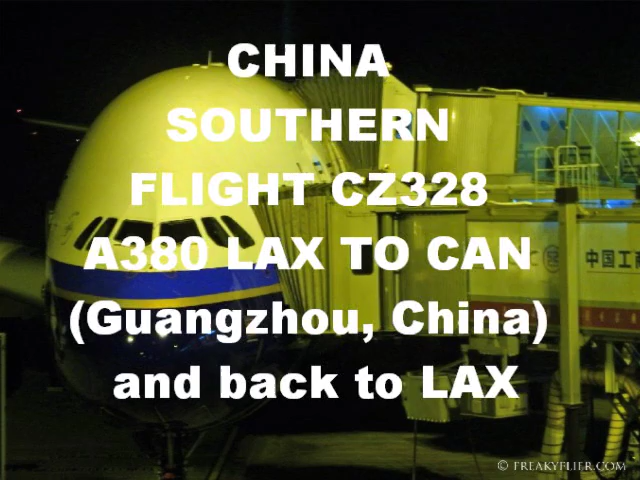 CHINA
SOUTHERN
FLIGHT CZ328
A380 LAX TO CAN
(Guangzhou, China)
and back to LAX
中国工商
© FREAKYFLIER.COM